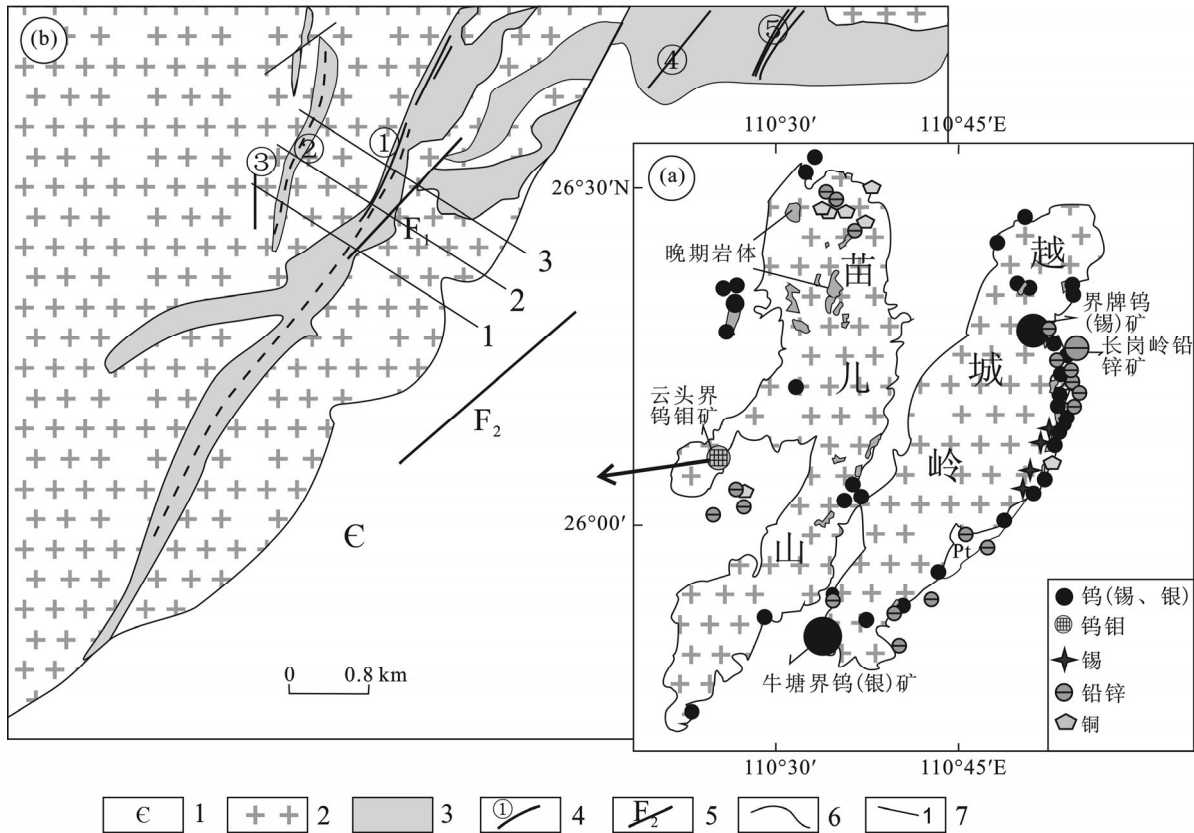 (b)
⑤
④
①
②
③
F₁
3
2
1
F₂
Є
0 0.8 km
110°30′ 110°45′E
(a)
26°30′N
晚期岩体
苗
越
界牌钨
(锡)矿
长岗岭铅
锌矿
儿
城
云头界
钨钼矿
岭
26°00′
山
Pt
牛塘界钨(银)矿
钨(锡、银)
钨钼
锡
铅锌
铜
110°30′ 110°45′E
Є 1 2 3 ① 4 F₂ 5 6 1 7